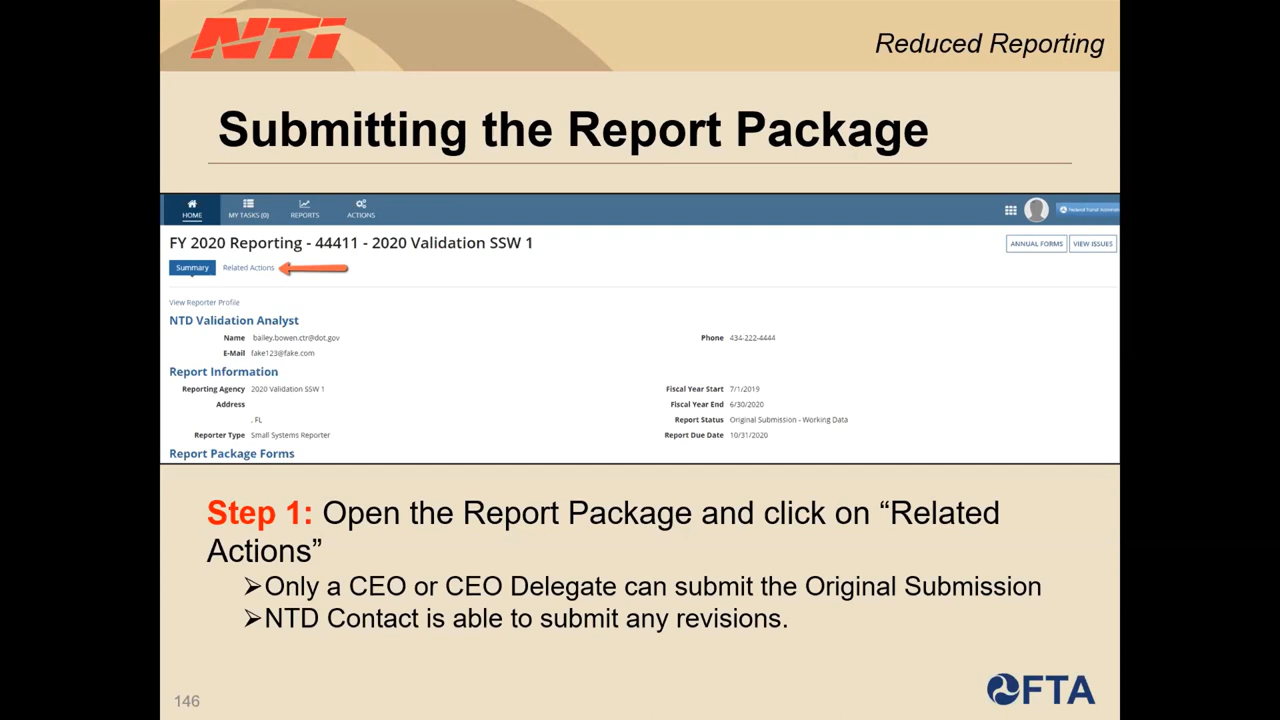 NTI
Reduced Reporting
Submitting the Report Package
HOME
MY TASKS (0)
REPORTS
ACTIONS
Federal Transit Administration
FY 2020 Reporting - 44411 - 2020 Validation SSW 1
ANNUAL FORMS
VIEW ISSUES
Summary
Related Actions
View Reporter Profile
NTD Validation Analyst
Name bailey.bowen.ctr@dot.gov
Phone 434-222-4444
E-Mail fake123@fake.com
Report Information
Reporting Agency 2020 Validation SSW 1
Fiscal Year Start 7/1/2019
Address
Fiscal Year End 6/30/2020
, FL
Report Status Original Submission - Working Data
Reporter Type Small Systems Reporter
Report Due Date 10/31/2020
Report Package Forms
Step 1: Open the Report Package and click on “Related
Actions”
➢Only a CEO or CEO Delegate can submit the Original Submission
➢NTD Contact is able to submit any revisions.
146
FTA